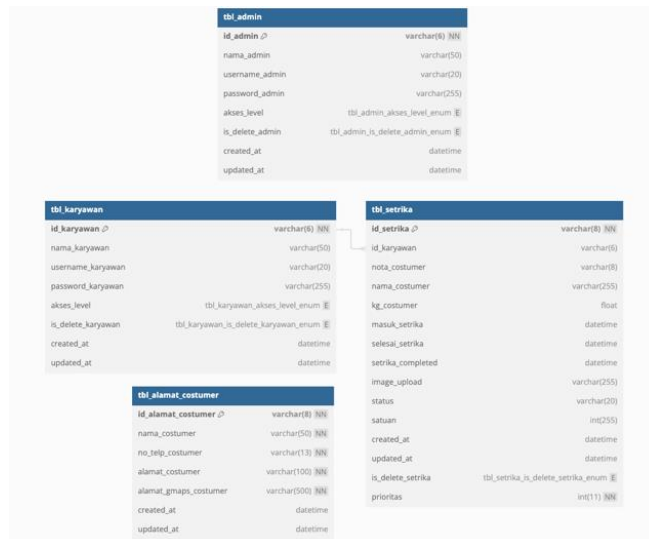 tbl_admin
id_admin varchar(6) NN
nama_admin varchar(50)
username_admin varchar(20)
password_admin varchar(255)
akses_level tbl_admin_akses_level_enum E
is_delete_admin tbl_admin_is_delete_admin_enum E
created_at datetime
updated_at datetime
tbl_karyawan
id_karyawan varchar(6) NN
nama_karyawan varchar(50)
username_karyawan varchar(20)
password_karyawan varchar(255)
akses_level tbl_karyawan_akses_level_enum E
is_delete_karyawan tbl_karyawan_is_delete_karyawan_enum E
created_at datetime
updated_at datetime
tbl_setrika
id_setrika varchar(8) NN
id_karyawan varchar(6)
nota_costumer varchar(8)
nama_costumer varchar(255)
kg_costumer float
masuk_setrika datetime
selesai_setrika datetime
setrika_completed datetime
image_upload varchar(255)
status varchar(20)
satuan int(255)
created_at datetime
updated_at datetime
is_delete_setrika tbl_setrika_is_delete_setrika_enum E
prioritas int(11) NN
tbl_alamat_costumer
id_alamat_costumer varchar(8) NN
nama_costumer varchar(50) NN
no_telp_costumer varchar(13) NN
alamat_costumer varchar(100) NN
alamat_gmaps_costumer varchar(500) NN
created_at datetime
updated_at datetime